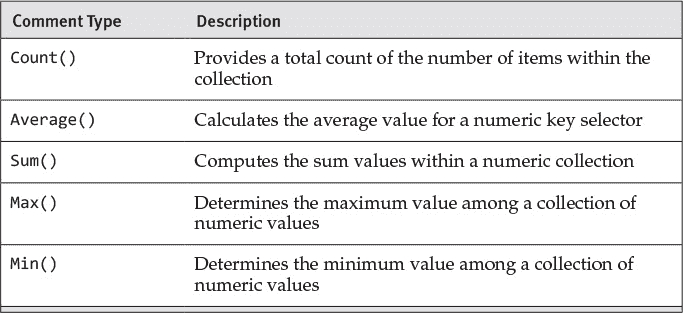 Comment Type Description
Count() Provides a total count of the number of items within the
collection
Average() Calculates the average value for a numeric key selector
Sum() Computes the sum values within a numeric collection
Max() Determines the maximum value among a collection of
numeric values
Min() Determines the minimum value among a collection of
numeric values